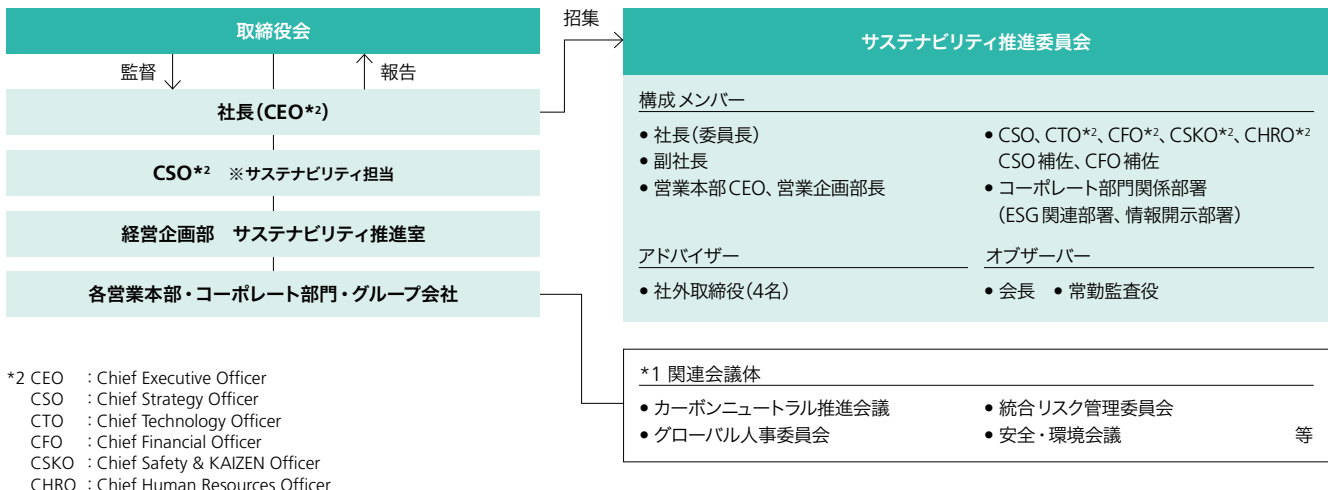 取締役会
監督
報告
社長(CEO*2)
CSO*2 ※サステナビリティ担当
経営企画部 サステナビリティ推進室
各営業本部・コーポレート部門・グループ会社
*2 CEO : Chief Executive Officer
CSO : Chief Strategy Officer
CTO : Chief Technology Officer
CFO : Chief Financial Officer
CSKO : Chief Safety & KAIZEN Officer
CHRO : Chief Human Resources Officer
招集
サステナビリティ推進委員会
構成メンバー
• 社長(委員長)
• 副社長
• 営業本部CEO、営業企画部長
• CSO、CTO*2、CFO*2、CSKO*2、CHRO*2
CSO補佐、CFO補佐
• コーポレート部門関係部署
(ESG関連部署、情報開示部署)
アドバイザー
• 社外取締役(4名)
オブザーバー
• 会長 • 常勤監査役
*1 関連会議体
• カーボンニュートラル推進会議
• グローバル人事委員会
• 統合リスク管理委員会
• 安全・環境会議 等